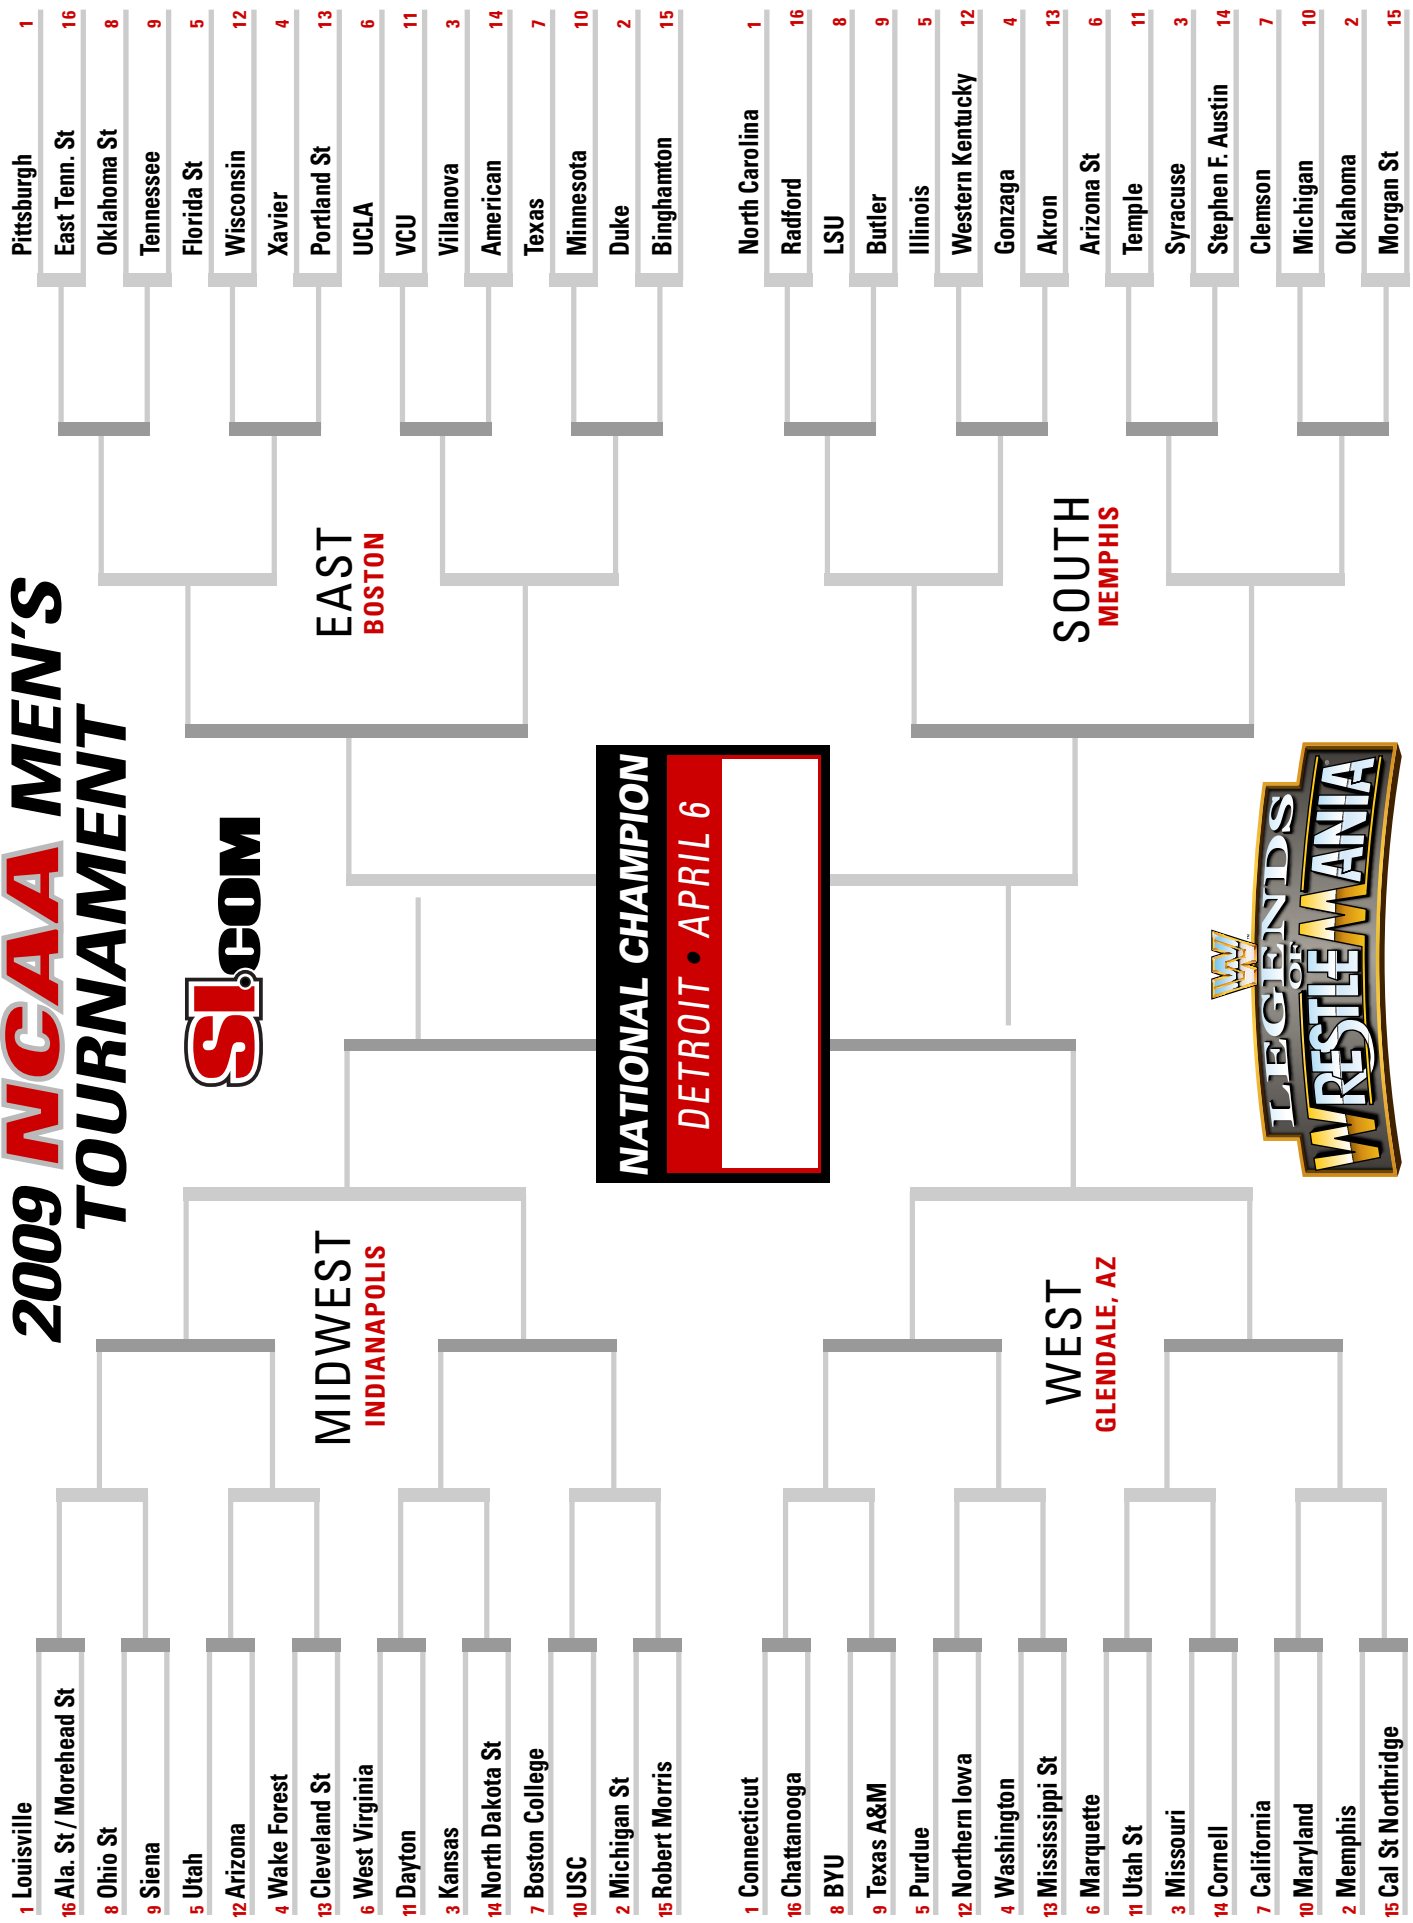 2009 NCAA MEN'S
TOURNAMENT
SI.COM
1 Louisville
16 Ala. St / Morehead St
8 Ohio St
9 Siena
5 Utah
12 Arizona
4 Wake Forest
13 Cleveland St
6 West Virginia
11 Dayton
3 Kansas
14 North Dakota St
7 Boston College
10 USC
2 Michigan St
15 Robert Morris
MIDWEST
INDIANAPOLIS
1 Connecticut
16 Chattanooga
8 BYU
9 Texas A&M
5 Purdue
12 Northern Iowa
4 Washington
13 Mississippi St
6 Marquette
11 Utah St
3 Missouri
14 Cornell
7 California
10 Maryland
2 Memphis
15 Cal St Northridge
WEST
GLENDALE, AZ
NATIONAL CHAMPION
DETROIT • APRIL 6
Pittsburgh 1
East Tenn. St 16
Oklahoma St 8
Tennessee 9
Florida St 5
Wisconsin 12
Xavier 4
Portland St 13
UCLA 6
VCU 11
Villanova 3
American 14
Texas 7
Minnesota 10
Duke 2
Binghamton 15
EAST
BOSTON
North Carolina 1
Radford 16
LSU 8
Butler 9
Illinois 5
Western Kentucky 12
Gonzaga 4
Akron 13
Arizona St 6
Temple 11
Syracuse 3
Stephen F. Austin 14
Clemson 7
Michigan 10
Oklahoma 2
Morgan St 15
SOUTH
MEMPHIS
W
LEGENDS
OF
WRESTLEMANIA